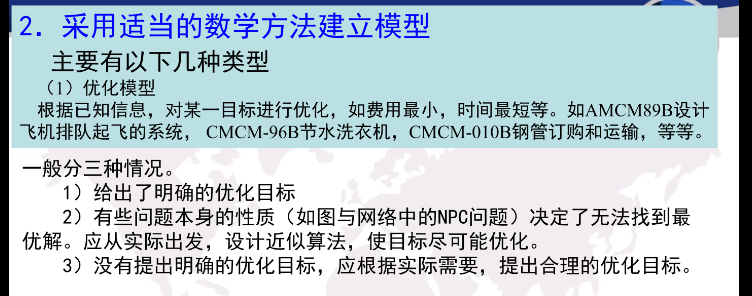 2．采用适当的数学方法建立模型
主要有以下几种类型
（1）优化模型
根据已知信息，对某一目标进行优化，如费用最小，时间最短等。如AMCM89B设计
飞机排队起飞的系统， CMCM-96B节水洗衣机，CMCM-010B钢管订购和运输，等等。
一般分三种情况。
1）给出了明确的优化目标
2）有些问题本身的性质（如图与网络中的NPC问题）决定了无法找到最
优解。应从实际出发，设计近似算法，使目标尽可能优化。
3）没有提出明确的优化目标，应根据实际需要，提出合理的优化目标。